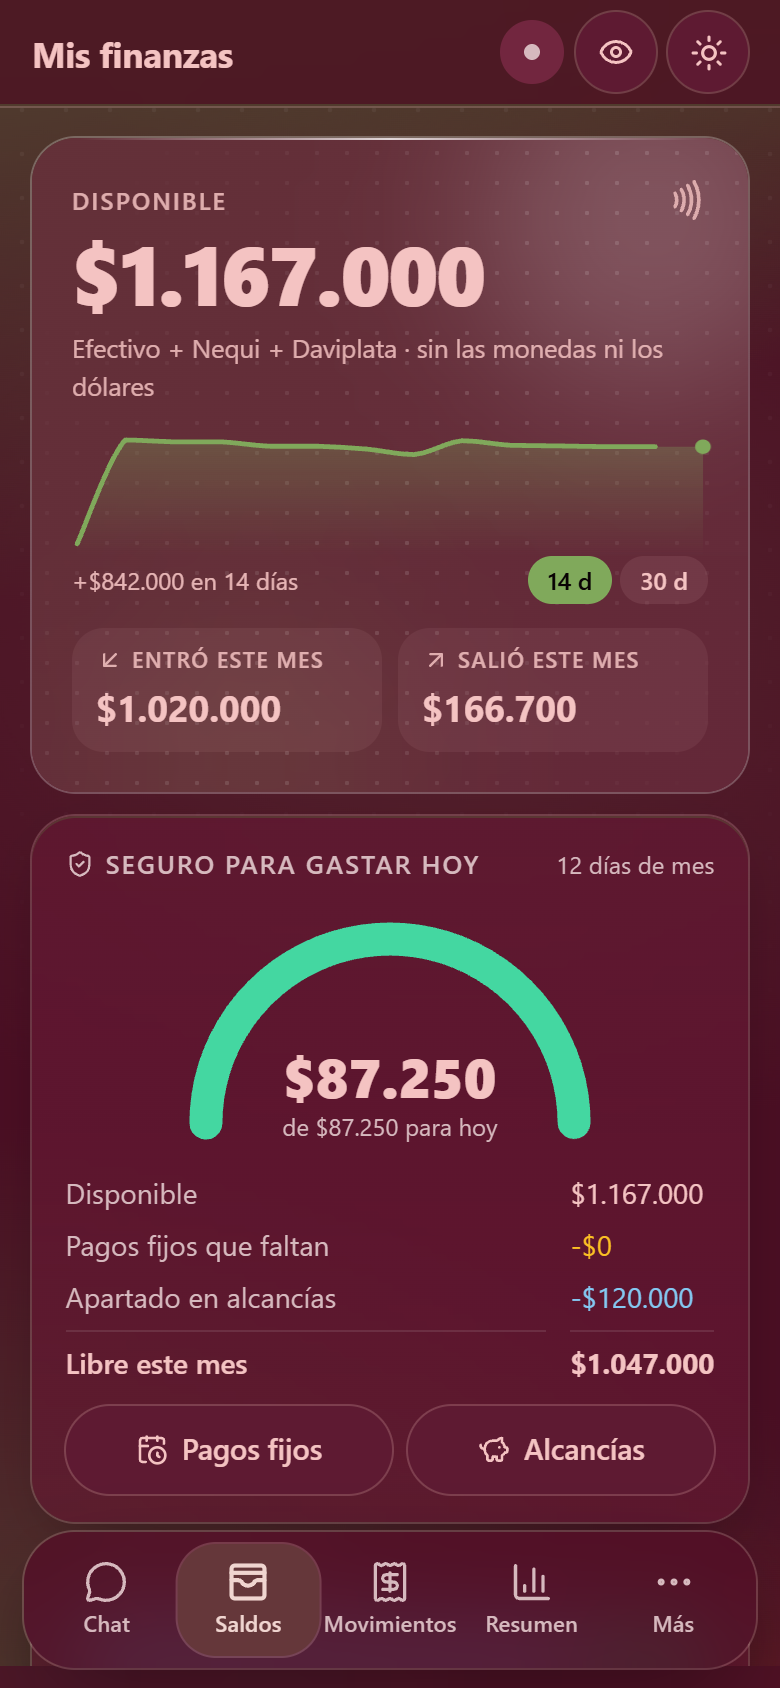 Mis finanzas
DISPONIBLE
$1.167.000
Efectivo + Nequi + Daviplata · sin las monedas ni los
dólares
+$842.000 en 14 días
14 d
30 d
ENTRÓ ESTE MES
$1.020.000
SALIÓ ESTE MES
$166.700
SEGURO PARA GASTAR HOY
12 días de mes
$87.250
de $87.250 para hoy
Disponible $1.167.000
Pagos fijos que faltan -$0
Apartado en alcancías -$120.000
Libre este mes $1.047.000
Pagos fijos
Alcancías
Chat
Saldos
Movimientos
Resumen
Más